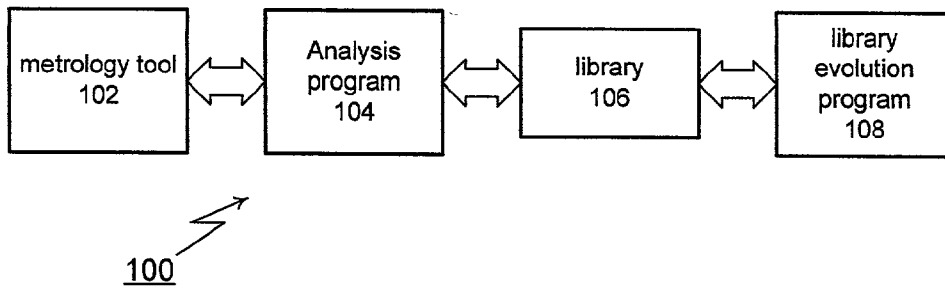 metrology tool
102
Analysis
program
104
library
106
library
evolution
program
108
100